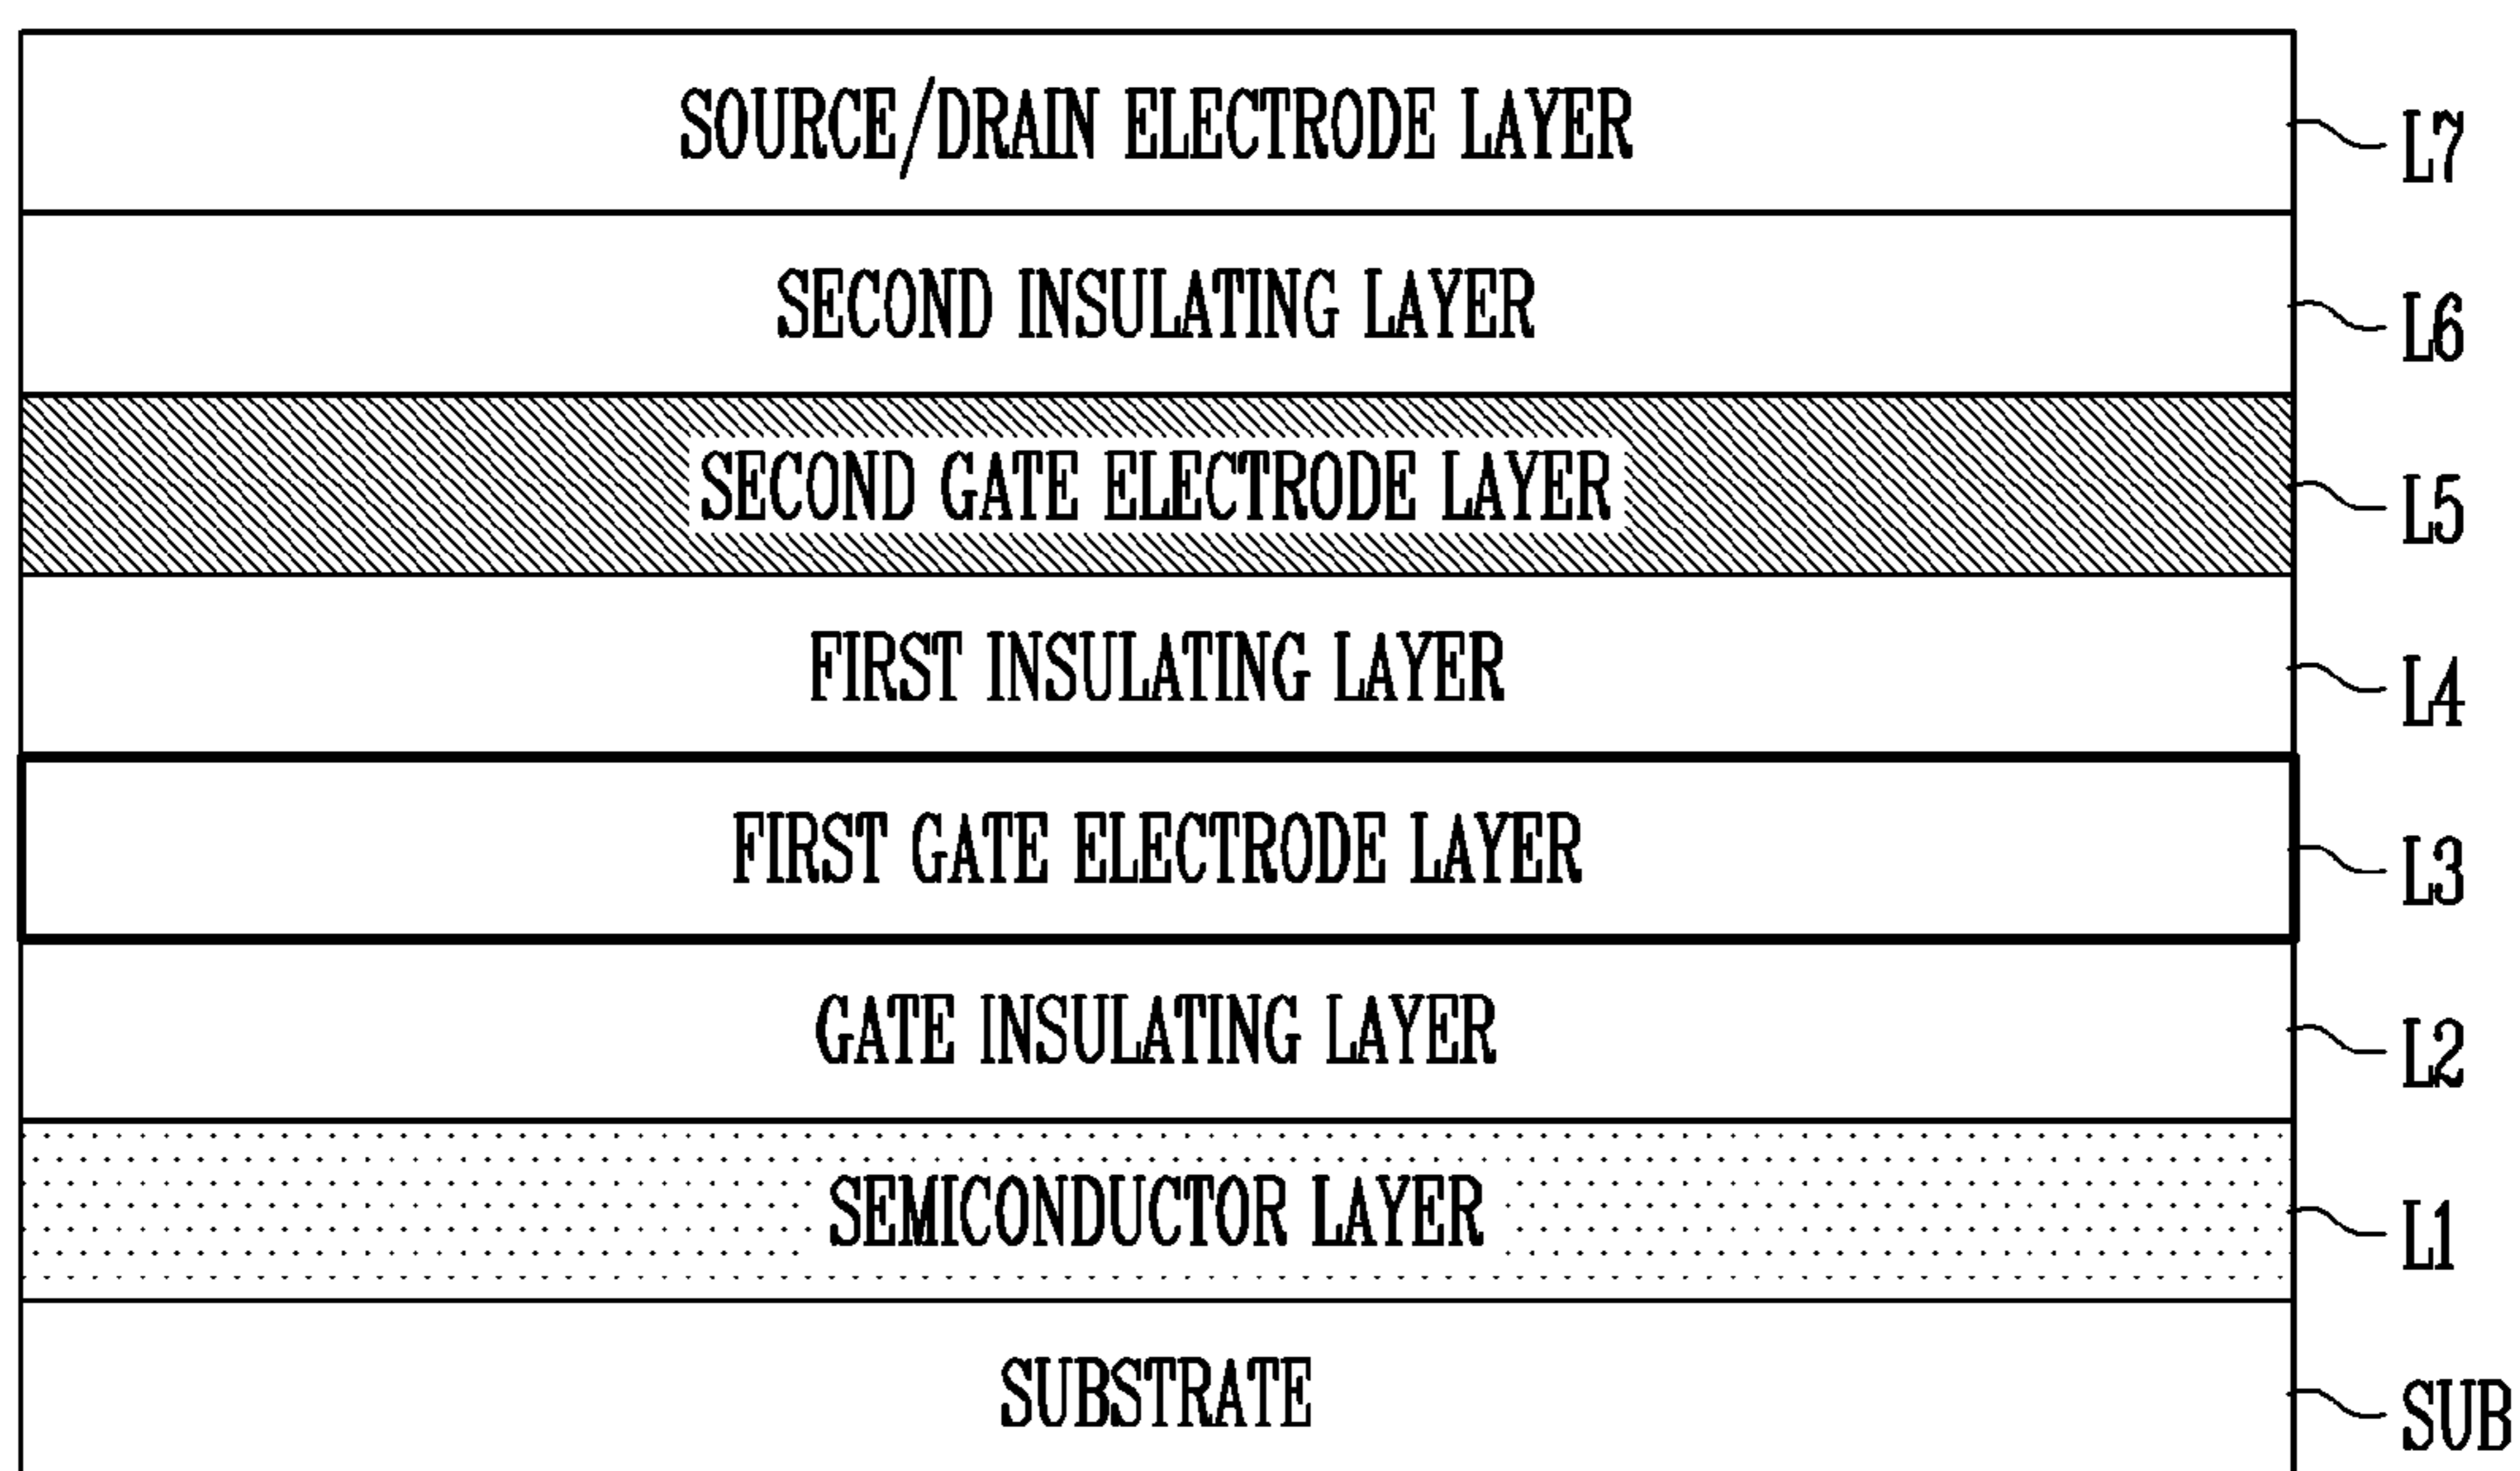 SOURCE/DRAIN ELECTRODE LAYER L7
SECOND INSULATING LAYER L6
SECOND GATE ELECTRODE LAYER L5
FIRST INSULATING LAYER L4
FIRST GATE ELECTRODE LAYER L3
GATE INSULATING LAYER L2
SEMICONDUCTOR LAYER L1
SUBSTRATE SUB